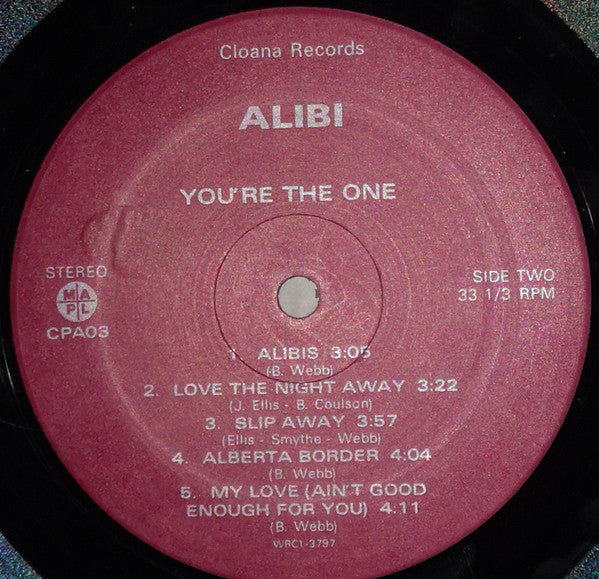 Cloana Records
ALIBI
YOU'RE THE ONE
STEREO
MAPL
CPA03
SIDE TWO
33 1/3 RPM
1. ALIBIS 3:05
(B. Webb)
2. LOVE THE NIGHT AWAY 3:22
(J. Ellis - B. Coulson)
3. SLIP AWAY 3:57
(Ellis - Smythe - Webb)
4. ALBERTA BORDER 4:04
(B. Webb)
5. MY LOVE (AIN'T GOOD
ENOUGH FOR YOU) 4:11
(B. Webb)
WRC1-3797